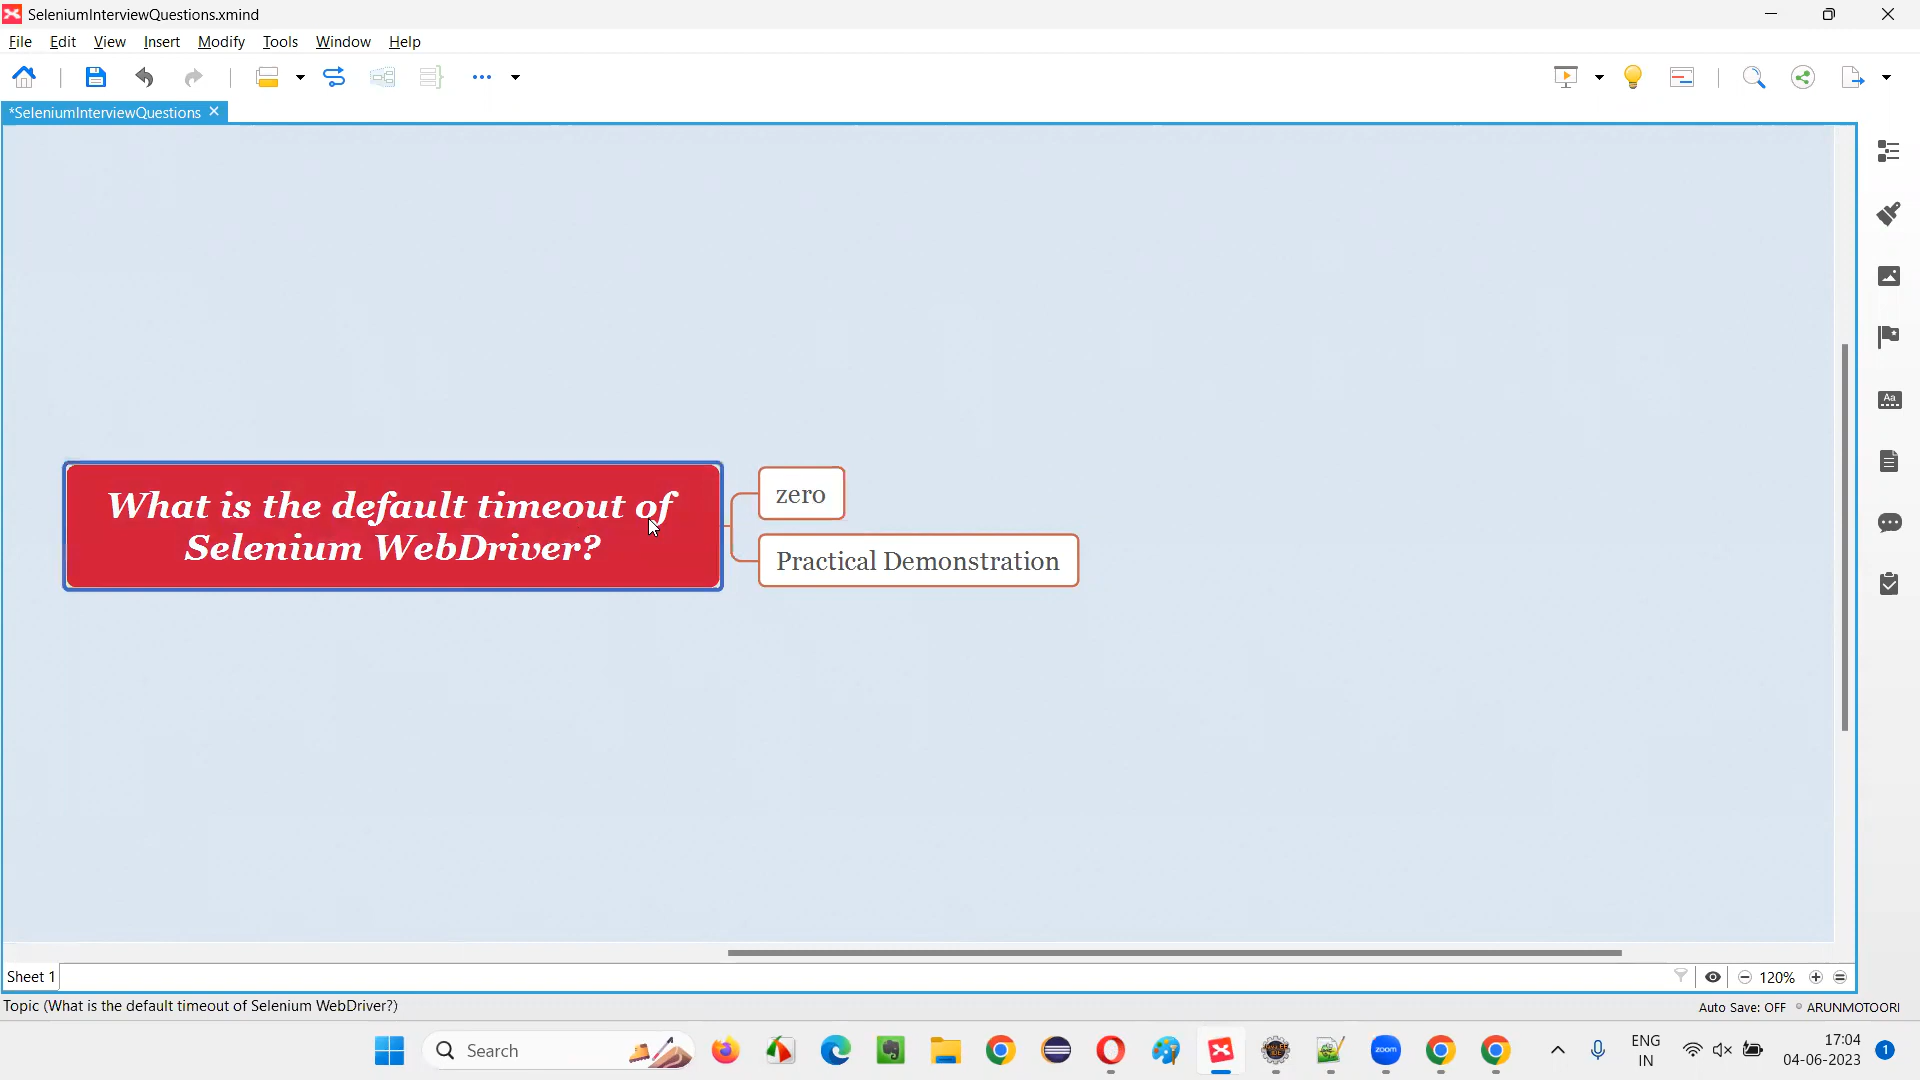 SeleniumInterviewQuestions.xmind
File Edit View Insert Modify Tools Window Help
*SeleniumInterviewQuestions
What is the default timeout of
Selenium WebDriver?
zero
Practical Demonstration
Aa
Sheet 1
120%
Topic (What is the default timeout of Selenium WebDriver?)
Auto Save: OFF
ARUNMOTOORI
Search
zoom
ENG
IN
17:04
04-06-2023
1